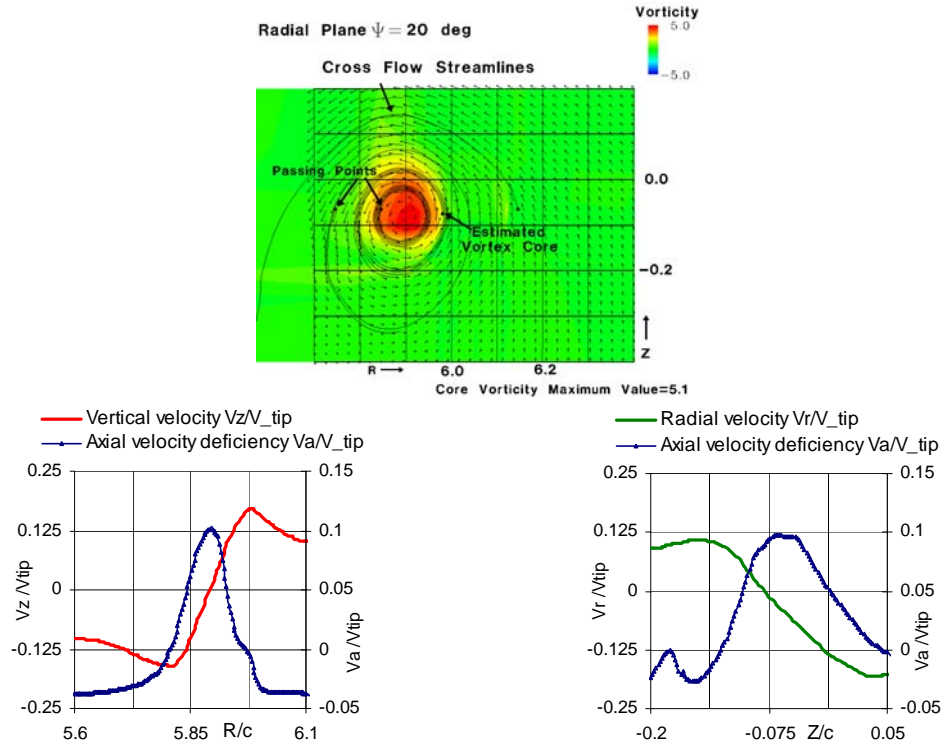 Vorticity
5.0
-5.0
Radial Plane Ψ = 20 deg
Cross Flow Streamlines
Passing Points
Estimated
Vortex Core
0.0
-0.2
Z
R
6.0
6.2
Core Vorticity Maximum Value=5.1
Vertical velocity Vz/V_tip
Axial velocity deficiency Va/V_tip
0.25
0.125
0
-0.125
-0.25
Vz /Vtip
0.15
0.1
0.05
0
-0.05
Va /Vtip
5.6
5.85
R/c
6.1
Radial velocity Vr/V_tip
Axial velocity deficiency Va/V_tip
0.25
0.125
0
-0.125
-0.25
Vr /Vtip
0.15
0.1
0.05
0
-0.05
Va /Vtip
-0.2
-0.075
Z/c
0.05